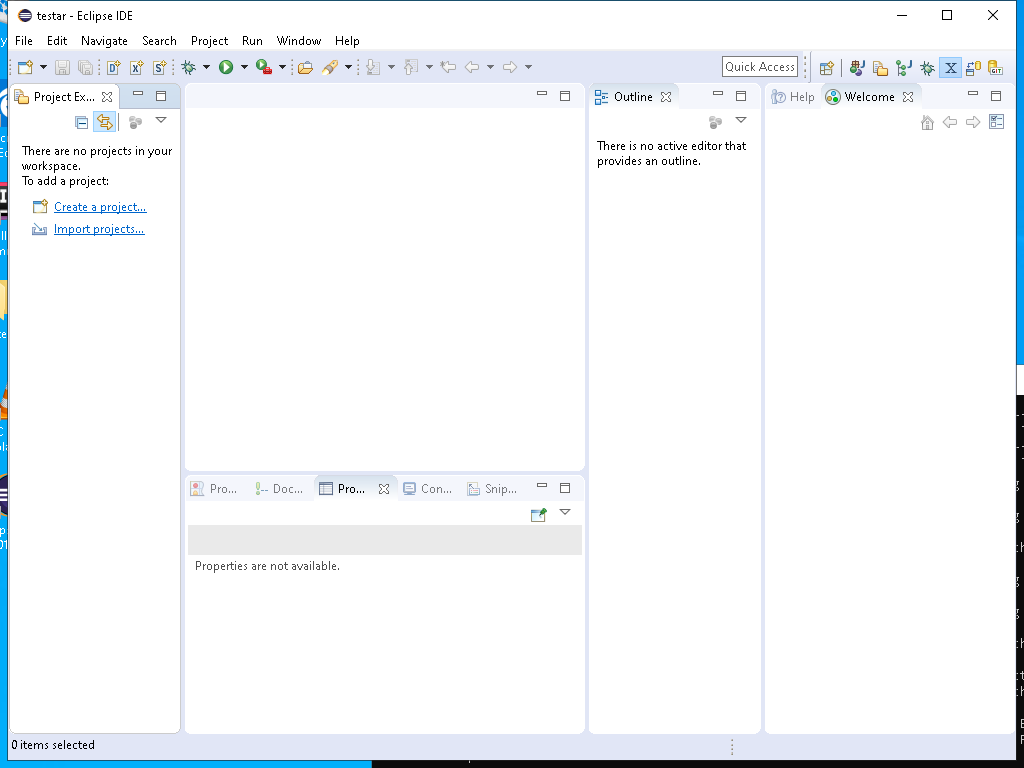 testar - Eclipse IDE
File Edit Navigate Search Project Run Window Help
Quick Access
Project Ex...
Outline
Help
Welcome
There are no projects in your
workspace.
To add a project:
Create a project...
Import projects...
There is no active editor that
provides an outline.
Pro...
Doc...
Pro...
Con...
Snip...
Properties are not available.
0 items selected